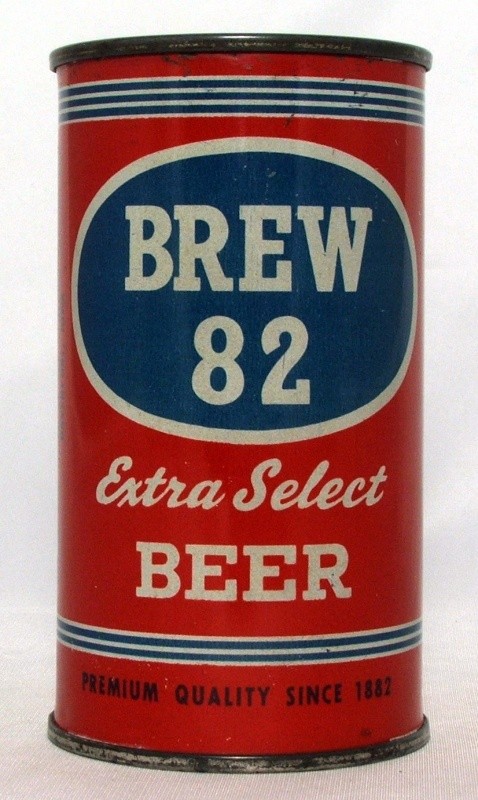 BREW
82
Extra Select
BEER
PREMIUM QUALITY SINCE 1882